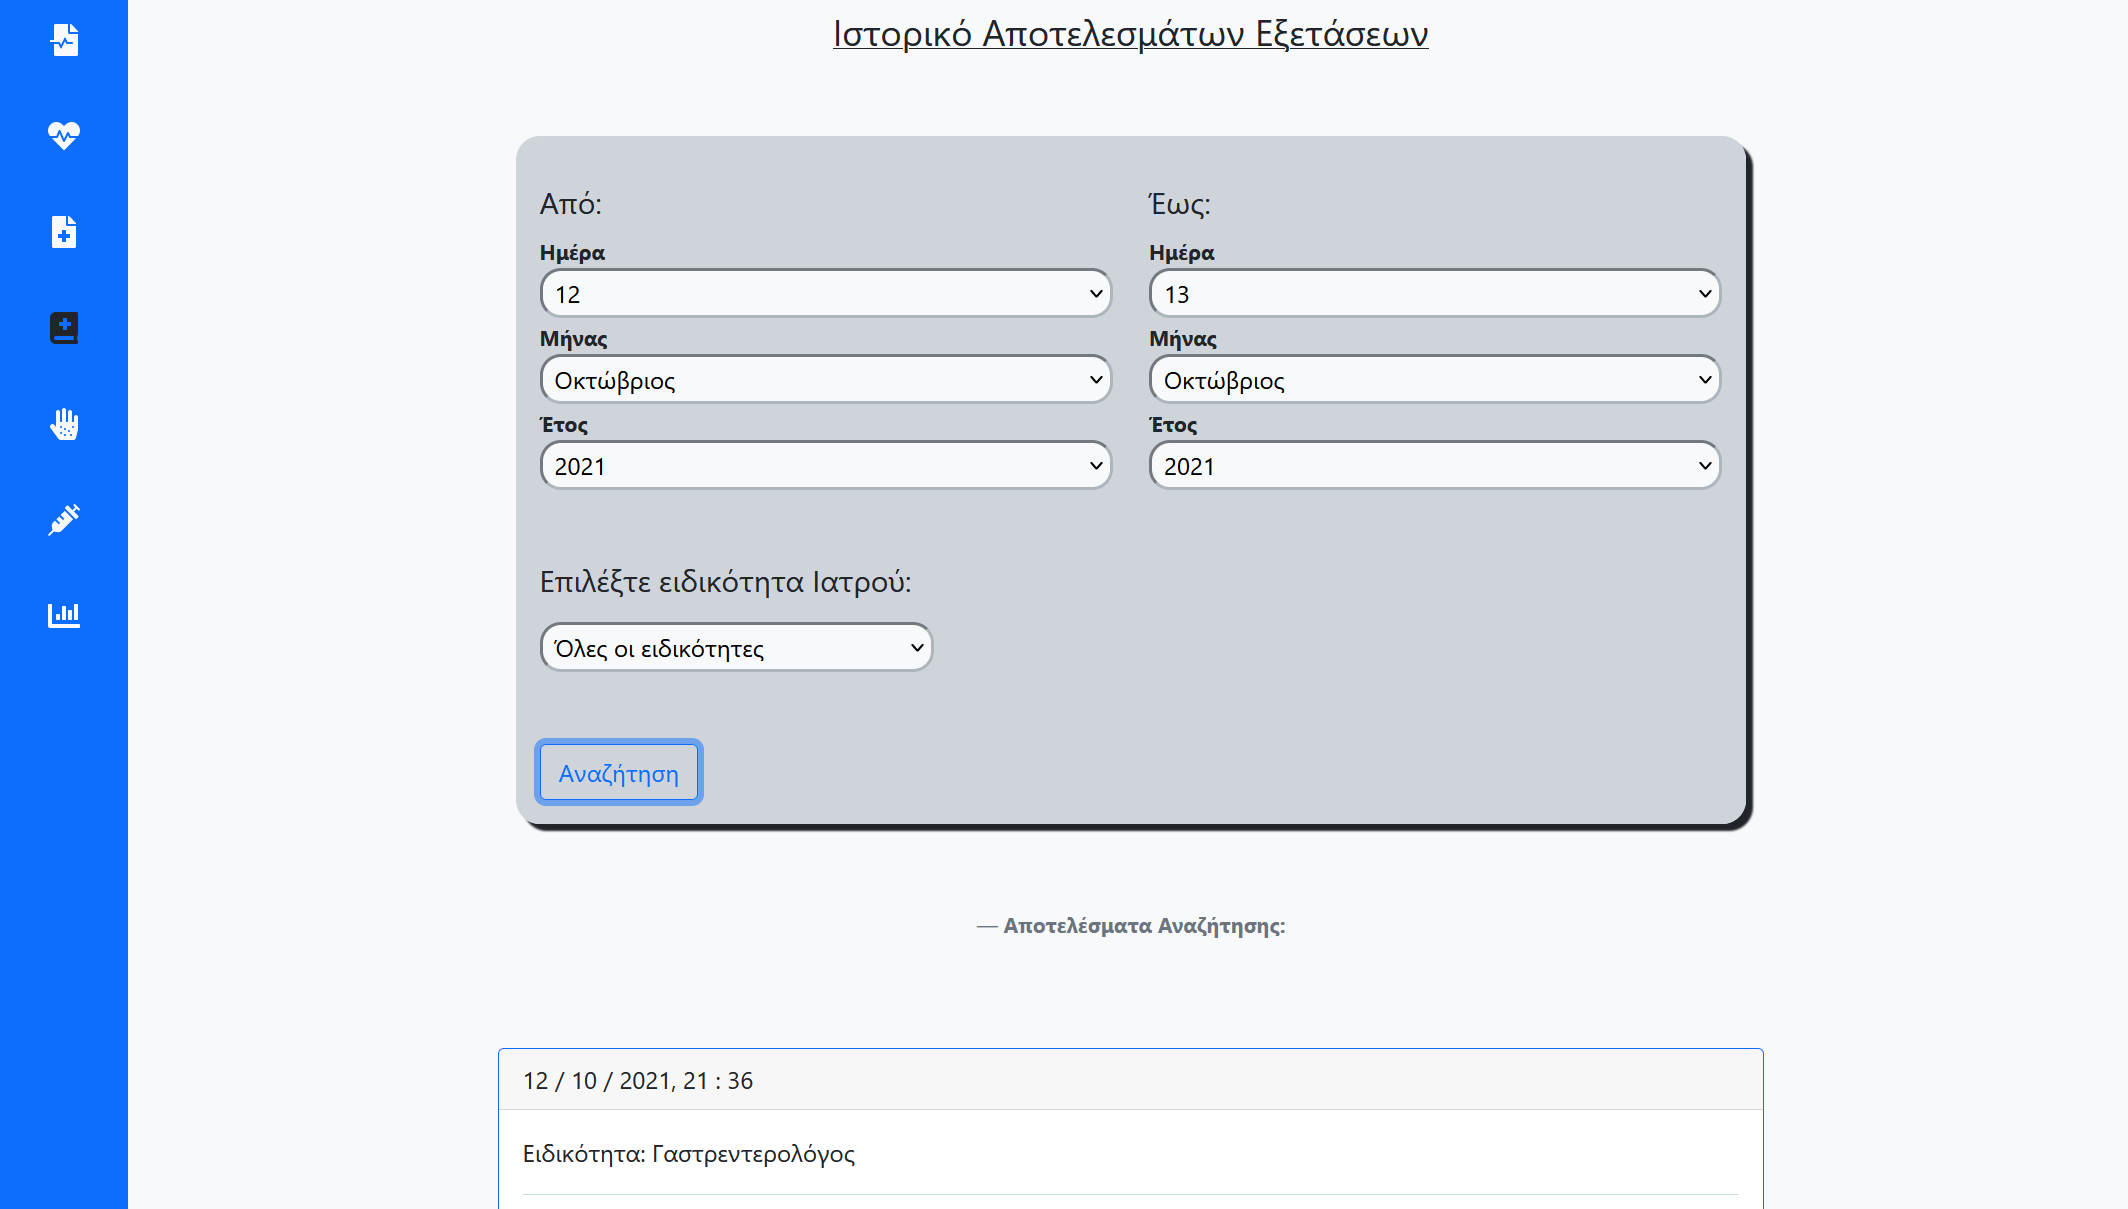 Ιστορικό Αποτελεσμάτων Εξετάσεων
Από:
Ημέρα
12
Μήνας
Οκτώβριος
Έτος
2021
Έως:
Ημέρα
13
Μήνας
Οκτώβριος
Έτος
2021
Επιλέξτε ειδικότητα Ιατρού:
Όλες οι ειδικότητες
Αναζήτηση
— Αποτελέσματα Αναζήτησης:
12 / 10 / 2021, 21 : 36
Ειδικότητα: Γαστρεντερολόγος